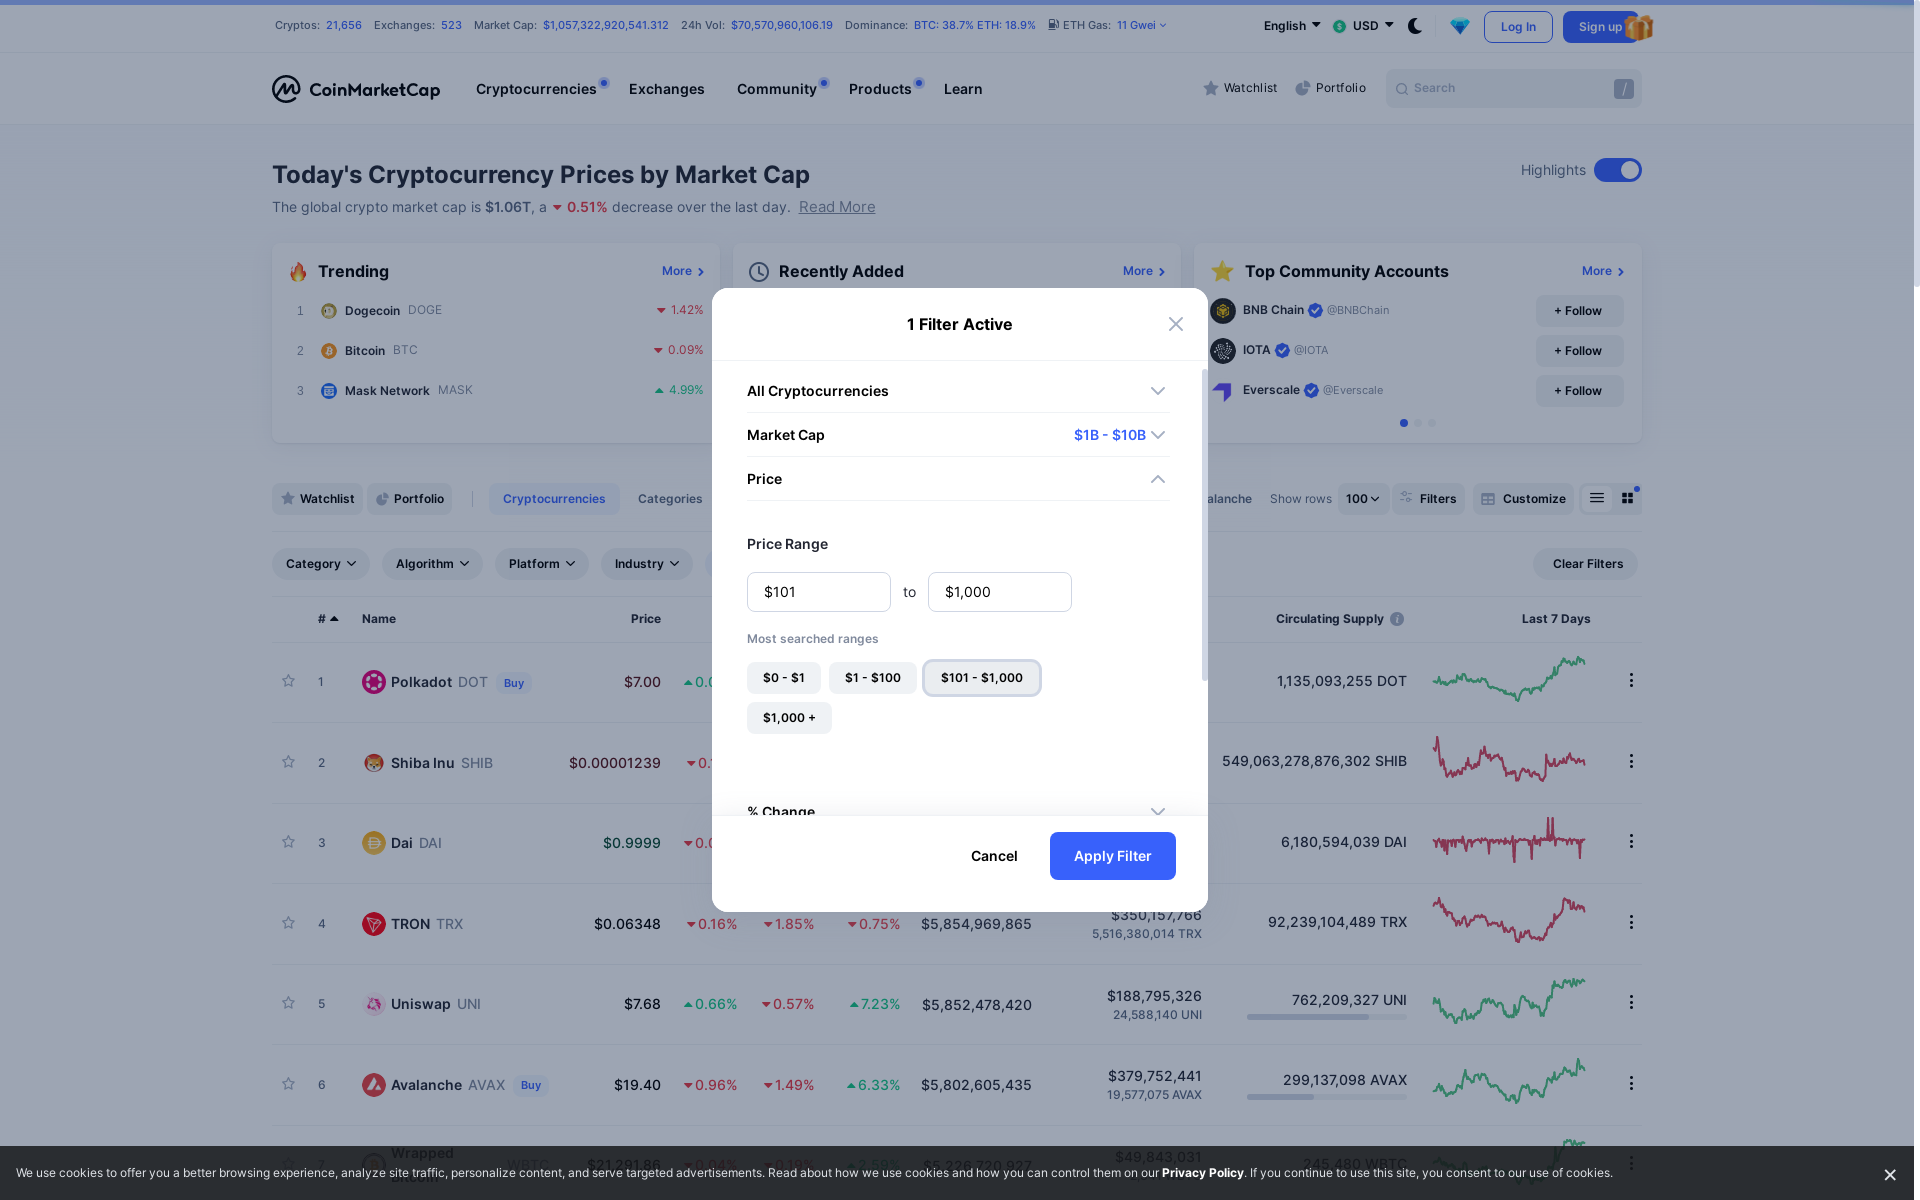 Cryptos: 21,656 Exchanges: 523 Market Cap: $1,057,322,920,541.312 24h Vol: $70,570,960,106.19 Dominance: BTC: 38.7% ETH: 18.9% ETH Gas: 11 Gwei English USD Log In Sign up
CoinMarketCap Cryptocurrencies Exchanges Community Products Learn Watchlist Portfolio Search /
Today's Cryptocurrency Prices by Market Cap
Highlights
The global crypto market cap is $1.06T, a 0.51% decrease over the last day. Read More
Trending More
1 Dogecoin DOGE 1.42%
2 Bitcoin BTC 0.09%
3 Mask Network MASK 4.99%
Recently Added More
Top Community Accounts More
BNB Chain @BNBChain + Follow
IOTA @IOTA + Follow
Everscale @Everscale + Follow
1 Filter Active
All Cryptocurrencies
Market Cap $1B - $10B
Price
Price Range
$101 to $1,000
Most searched ranges
$0 - $1 $1 - $100 $101 - $1,000
$1,000 +
% Change
Cancel Apply Filter
Watchlist Portfolio Cryptocurrencies Categories alanche Show rows 100 Filters Customize
Category Algorithm Platform Industry Clear Filters
# Name Price Circulating Supply Last 7 Days
1 Polkadot DOT Buy $7.00 0.0 1,135,093,255 DOT
2 Shiba Inu SHIB $0.00001239 549,063,278,876,302 SHIB
3 Dai DAI $0.9999 6,180,594,039 DAI
4 TRON TRX $0.06348 0.16% 1.85% 0.75% $5,854,969,865 $350,157,766 92,239,104,489 TRX
5,516,380,014 TRX
5 Uniswap UNI $7.68 0.66% 0.57% 7.23% $5,852,478,420 $188,795,326 762,209,327 UNI
24,588,140 UNI
6 Avalanche AVAX Buy $19.40 0.96% 1.49% 6.33% $5,802,605,435 $379,752,441 299,137,098 AVAX
19,577,075 AVAX
7 Wrapped WBTC $21,291.86 $49,843,031 245,480 WBTC
We use cookies to offer you a better browsing experience, analyze site traffic, personalize content, and serve targeted advertisements. Read about how we use cookies and how you can control them on our Privacy Policy. If you continue to use this site, you consent to our use of cookies.